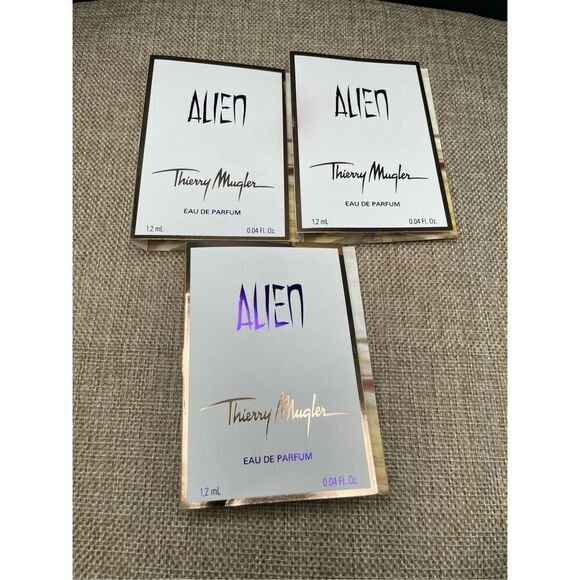 ALIEN
Thierry Mugler
EAU DE PARFUM
1,2 mL 0.04 Fl. Oz.
ALIEN
Thierry Mugler
EAU DE PARFUM
1,2 mL 0.04 Fl. Oz.
ALIEN
Thierry Mugler
EAU DE PARFUM
1,2 mL 0.04 Fl. Oz.